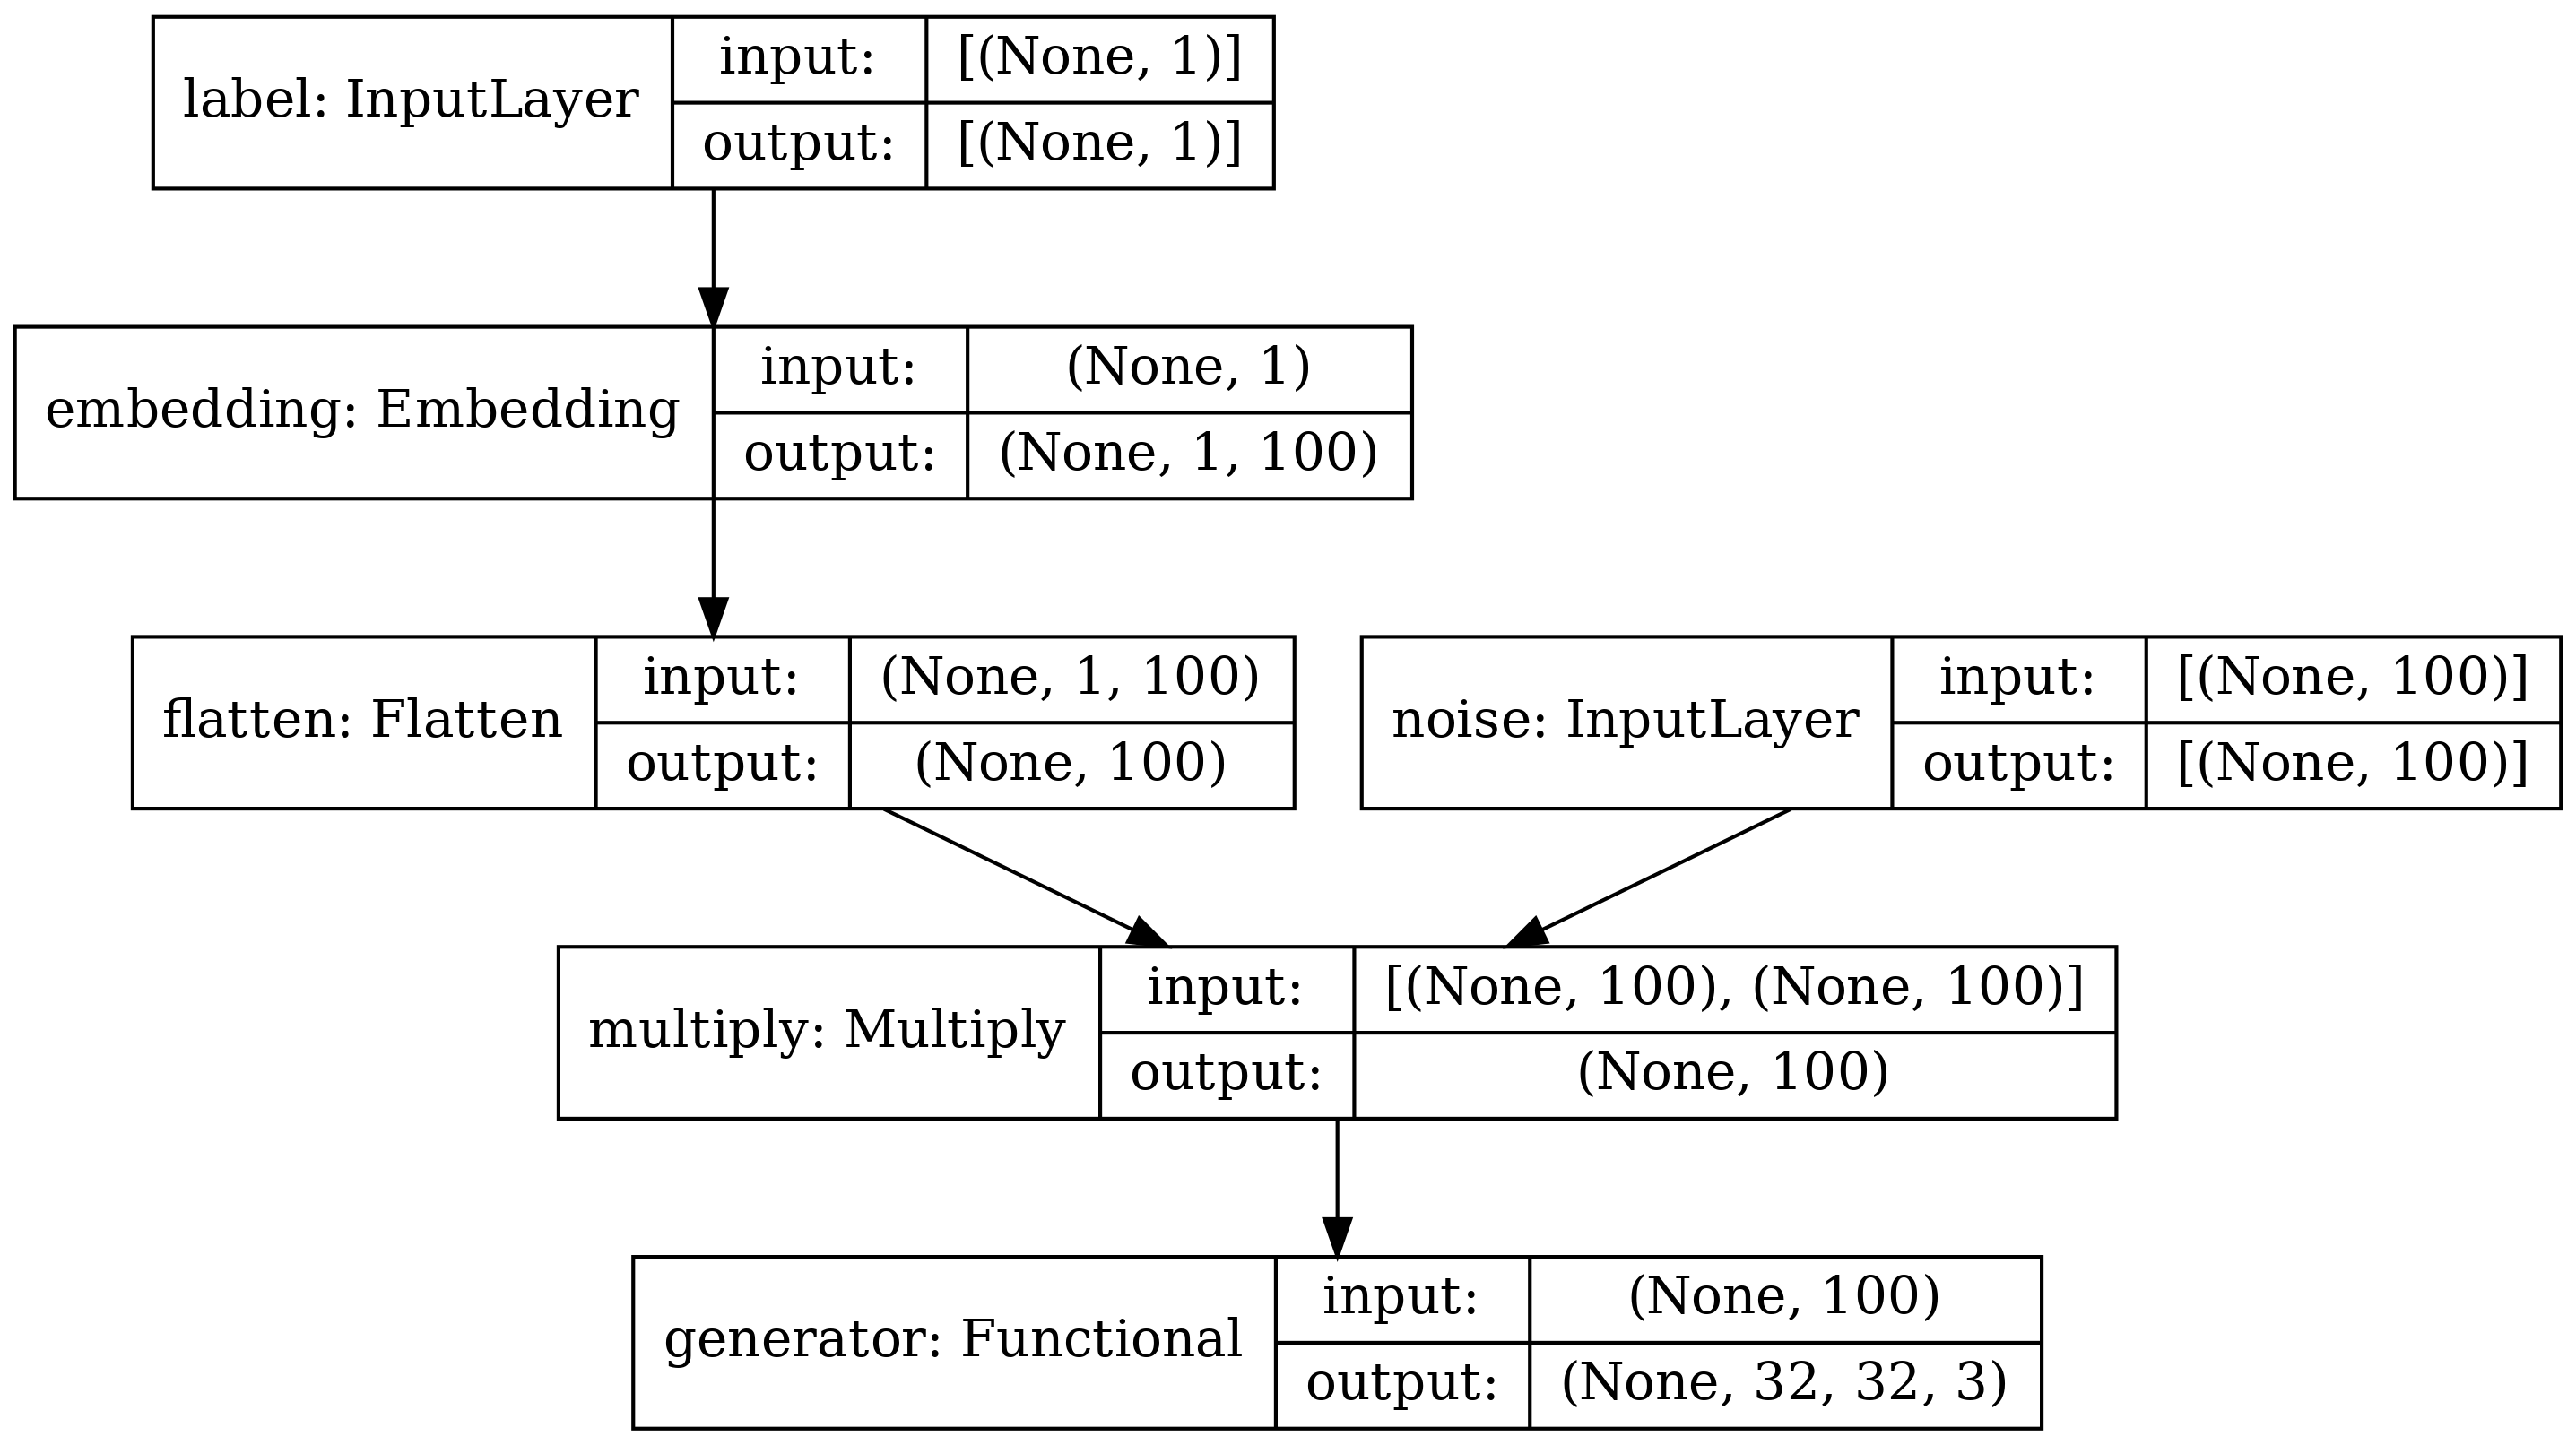 label: InputLayer
input:
[(None, 1)]
output:
[(None, 1)]
embedding: Embedding
input:
(None, 1)
output:
(None, 1, 100)
flatten: Flatten
input:
(None, 1, 100)
output:
(None, 100)
noise: InputLayer
input:
[(None, 100)]
output:
[(None, 100)]
multiply: Multiply
input:
[(None, 100), (None, 100)]
output:
(None, 100)
generator: Functional
input:
(None, 100)
output:
(None, 32, 32, 3)